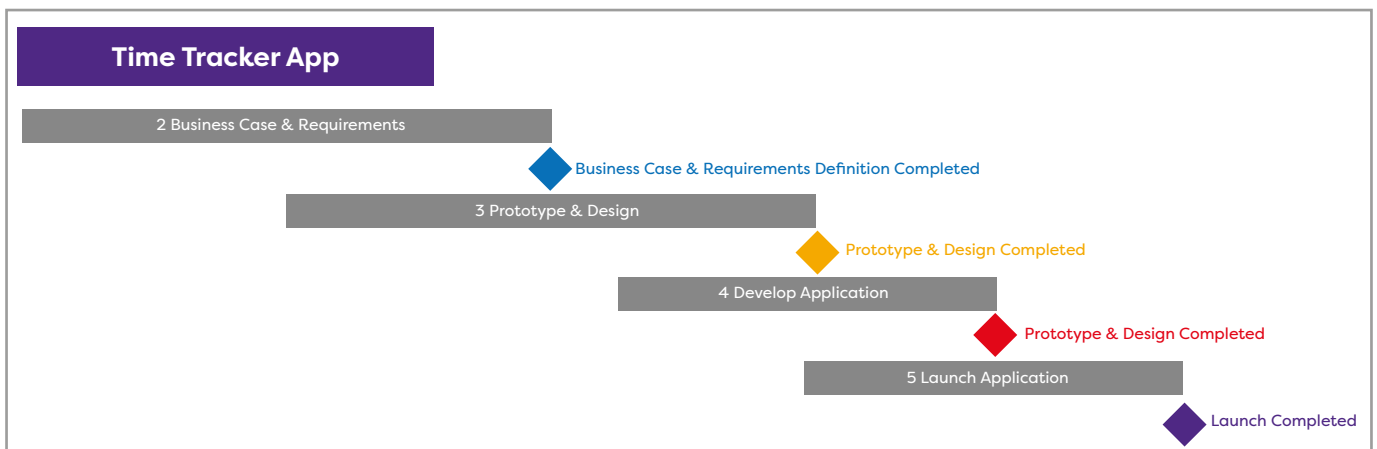 Time Tracker App
2 Business Case & Requirements
Business Case & Requirements Definition Completed
3 Prototype & Design
Prototype & Design Completed
4 Develop Application
Prototype & Design Completed
5 Launch Application
Launch Completed